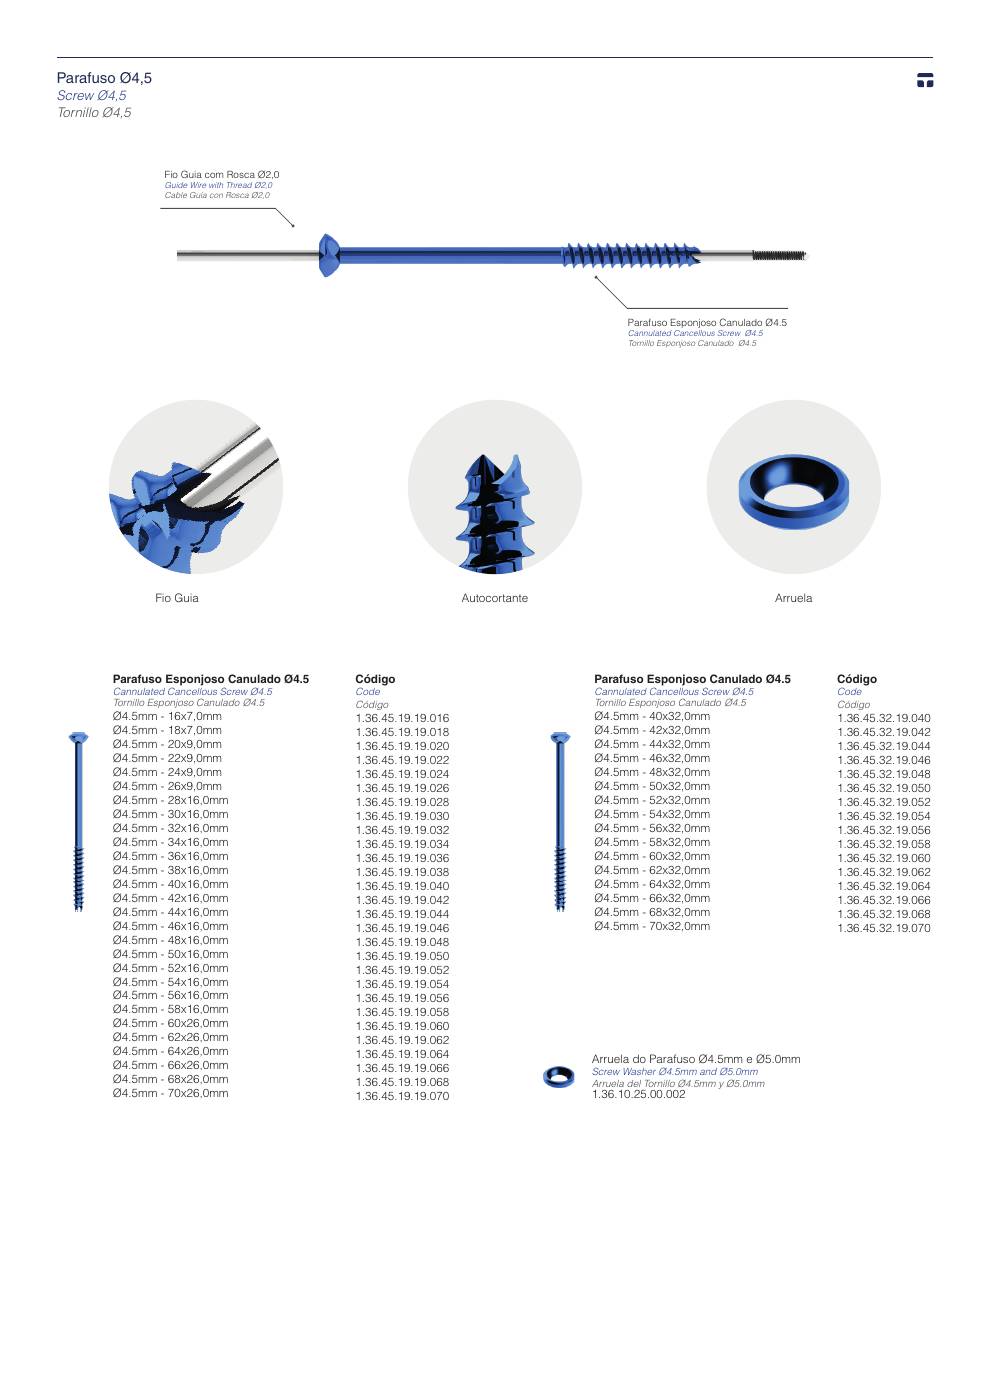 Parafuso Ø4,5
Screw Ø4,5
Tornillo Ø4,5
Fio Guia com Rosca Ø2,0
Guide Wire with Thread Ø2,0
Cable Guía con Rosca Ø2,0
Parafuso Esponjoso Canulado Ø4.5
Cannulated Cancellous Screw Ø4.5
Tornillo Esponjoso Canulado Ø4.5
Fio Guia
Autocortante
Arruela
Parafuso Esponjoso Canulado Ø4.5 Código
Cannulated Cancellous Screw Ø4.5 Code
Tornillo Esponjoso Canulado Ø4.5 Código
Ø4.5mm - 16x7,0mm 1.36.45.19.19.016
Ø4.5mm - 18x7,0mm 1.36.45.19.19.018
Ø4.5mm - 20x9,0mm 1.36.45.19.19.020
Ø4.5mm - 22x9,0mm 1.36.45.19.19.022
Ø4.5mm - 24x9,0mm 1.36.45.19.19.024
Ø4.5mm - 26x9,0mm 1.36.45.19.19.026
Ø4.5mm - 28x16,0mm 1.36.45.19.19.028
Ø4.5mm - 30x16,0mm 1.36.45.19.19.030
Ø4.5mm - 32x16,0mm 1.36.45.19.19.032
Ø4.5mm - 34x16,0mm 1.36.45.19.19.034
Ø4.5mm - 36x16,0mm 1.36.45.19.19.036
Ø4.5mm - 38x16,0mm 1.36.45.19.19.038
Ø4.5mm - 40x16,0mm 1.36.45.19.19.040
Ø4.5mm - 42x16,0mm 1.36.45.19.19.042
Ø4.5mm - 44x16,0mm 1.36.45.19.19.044
Ø4.5mm - 46x16,0mm 1.36.45.19.19.046
Ø4.5mm - 48x16,0mm 1.36.45.19.19.048
Ø4.5mm - 50x16,0mm 1.36.45.19.19.050
Ø4.5mm - 52x16,0mm 1.36.45.19.19.052
Ø4.5mm - 54x16,0mm 1.36.45.19.19.054
Ø4.5mm - 56x16,0mm 1.36.45.19.19.056
Ø4.5mm - 58x16,0mm 1.36.45.19.19.058
Ø4.5mm - 60x26,0mm 1.36.45.19.19.060
Ø4.5mm - 62x26,0mm 1.36.45.19.19.062
Ø4.5mm - 64x26,0mm 1.36.45.19.19.064
Ø4.5mm - 66x26,0mm 1.36.45.19.19.066
Ø4.5mm - 68x26,0mm 1.36.45.19.19.068
Ø4.5mm - 70x26,0mm 1.36.45.19.19.070
Parafuso Esponjoso Canulado Ø4.5 Código
Cannulated Cancellous Screw Ø4.5 Code
Tornillo Esponjoso Canulado Ø4.5 Código
Ø4.5mm - 40x32,0mm 1.36.45.32.19.040
Ø4.5mm - 42x32,0mm 1.36.45.32.19.042
Ø4.5mm - 44x32,0mm 1.36.45.32.19.044
Ø4.5mm - 46x32,0mm 1.36.45.32.19.046
Ø4.5mm - 48x32,0mm 1.36.45.32.19.048
Ø4.5mm - 50x32,0mm 1.36.45.32.19.050
Ø4.5mm - 52x32,0mm 1.36.45.32.19.052
Ø4.5mm - 54x32,0mm 1.36.45.32.19.054
Ø4.5mm - 56x32,0mm 1.36.45.32.19.056
Ø4.5mm - 58x32,0mm 1.36.45.32.19.058
Ø4.5mm - 60x32,0mm 1.36.45.32.19.060
Ø4.5mm - 62x32,0mm 1.36.45.32.19.062
Ø4.5mm - 64x32,0mm 1.36.45.32.19.064
Ø4.5mm - 66x32,0mm 1.36.45.32.19.066
Ø4.5mm - 68x32,0mm 1.36.45.32.19.068
Ø4.5mm - 70x32,0mm 1.36.45.32.19.070
Arruela do Parafuso Ø4.5mm e Ø5.0mm
Screw Washer Ø4.5mm and Ø5.0mm
Arruela del Tornillo Ø4.5mm y Ø5.0mm
1.36.10.25.00.002